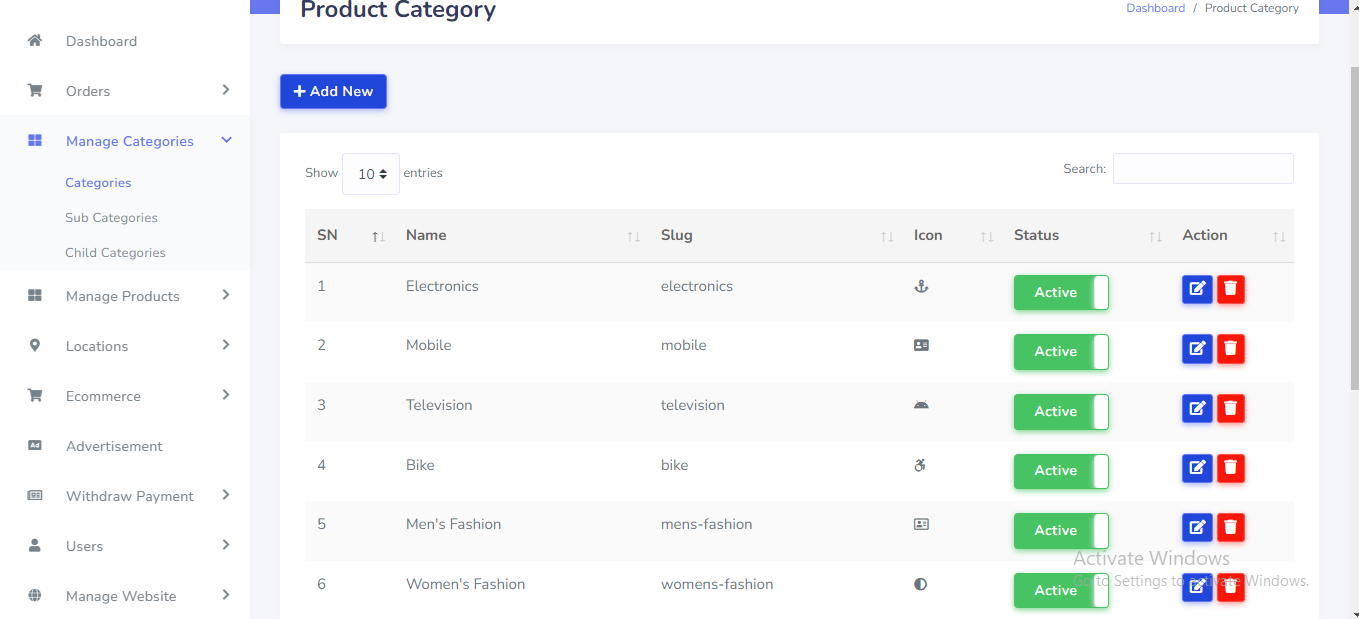 Product Category
Dashboard / Product Category
Dashboard
Orders
Manage Categories
Categories
Sub Categories
Child Categories
Manage Products
Locations
Ecommerce
Ad Advertisement
Withdraw Payment
Users
Manage Website
Add New
Show 10 entries
Search:
SN Name Slug Icon Status Action
1 Electronics electronics Active
2 Mobile mobile Active
3 Television television Active
4 Bike bike Active
5 Men's Fashion mens-fashion Active
6 Women's Fashion womens-fashion Active
Activate Windows
Go to Settings to activate Windows.